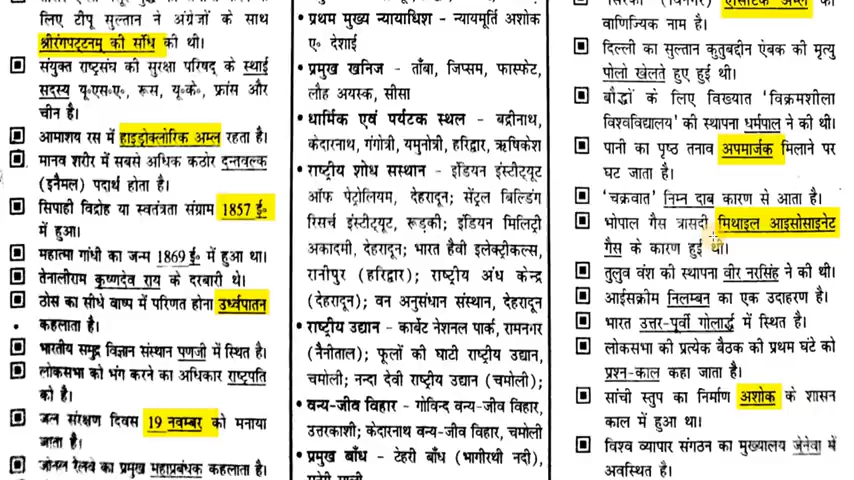 लिए टीपू सुल्तान ने अंग्रेजों के साथ
श्रीरंगपट्टनम् की संधि की थी।
संयुक्त राष्ट्रसंघ की सुरक्षा परिषद् के स्थाई
सदस्य यू॰एस॰ए॰, रूस, यू॰के॰, फ्रांस और
चीन है।
आमाशय रस में हाइड्रोक्लोरिक अम्ल रहता है।
मानव शरीर में सबसे अधिक कठोर दन्तवल्क
(इनैमल) पदार्थ होता है।
सिपाही विद्रोह या स्वतंत्रता संग्राम 1857 ई॰
में हुआ।
महात्मा गांधी का जन्म 1869 ई॰ में हुआ था।
तेनालीराम कृष्णदेव राय के दरबारी थे।
ठोस का सीधे वाष्प में परिणत होना उर्ध्वपातन
कहलाता है।
भारतीय समुद्र विज्ञान संस्थान पणजी में स्थित है।
लोकसभा को भंग करने का अधिकार राष्ट्रपति
को है।
जल संरक्षण दिवस 19 नवम्बर को मनाया
जाता है।
जोनल रेलवे का प्रमुख महाप्रबंधक कहलाता है।
• प्रथम मुख्य न्यायाधिश - न्यायमूर्ति अशोक
ए॰ देशाई
• प्रमुख खनिज - ताँबा, जिप्सम, फास्फेट,
लौह अयस्क, सीसा
• धार्मिक एवं पर्यटक स्थल - बद्रीनाथ,
केदारनाथ, गंगोत्री, यमुनोत्री, हरिद्वार, ऋषिकेश
• राष्ट्रीय शोध संस्थान - इंडियन इंस्टीट्यूट
ऑफ पेट्रोलियम, देहरादून; सेंट्रल बिल्डिंग
रिसर्च इंस्टीट्यूट, रूड़की; इंडियन मिलिट्री
अकादमी, देहरादून; भारत हैवी इलेक्ट्रीकल्स,
रानीपुर (हरिद्वार); राष्ट्रीय अंध केन्द्र
(देहरादून); वन अनुसंधान संस्थान, देहरादून
• राष्ट्रीय उद्यान - कार्बेट नेशनल पार्क, रामनगर
(नैनीताल); फूलों की घाटी राष्ट्रीय उद्यान,
चमोली; नन्दा देवी राष्ट्रीय उद्यान (चमोली);
• वन्य-जीव विहार - गोविन्द वन्य-जीव विहार,
उत्तरकाशी; केदारनाथ वन्य-जीव विहार, चमोली
• प्रमुख बाँध - टेहरी बाँध (भागीरथी नदी),
वाणिज्यिक नाम है।
दिल्ली का सुल्तान कुतुबद्दीन ऐबक की मृत्यु
पोलो खेलते हुए हुई थी।
बौद्धों के लिए विख्यात 'विक्रमशीला
विश्वविद्यालय' की स्थापना धर्मपाल ने की थी।
पानी का पृष्ठ तनाव अपमार्जक मिलाने पर
घट जाता है।
'चक्रवात' निम्न दाब कारण से आता है।
भोपाल गैस त्रासदी मिथाइल आइसोसाइनेट
गैस के कारण हुई थी।
तुलुव वंश की स्थापना वीर नरसिंह ने की थी।
आईसक्रीम निलम्बन का एक उदाहरण है।
भारत उत्तर-पूर्वी गोलार्द्ध में स्थित है।
लोकसभा की प्रत्येक बैठक की प्रथम घंटे को
प्रश्न-काल कहा जाता है।
सांची स्तुप का निर्माण अशोक के शासन
काल में हुआ था।
विश्व व्यापार संगठन का मुख्यालय जेनेवा में
अवस्थित है।